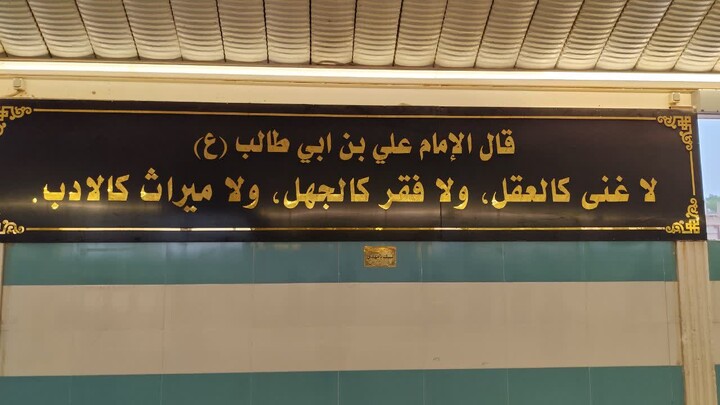 قال الإمام علي بن ابي طالب (ع)
لا غنى كالعقل، ولا فقر كالجهل، ولا ميراث كالادب.